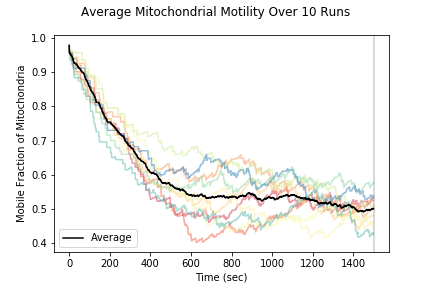 Average Mitochondrial Motility Over 10 Runs
Mobile Fraction of Mitochondria
1.0
0.9
0.8
0.7
0.6
0.5
0.4
Average
0 200 400 600 800 1000 1200 1400
Time (sec)